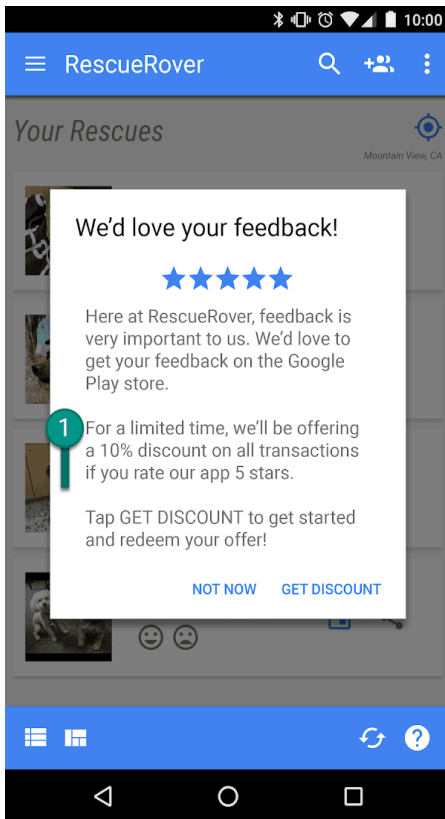 10:00
RescueRover
Your Rescues
Mountain View, CA
We’d love your feedback!
Here at RescueRover, feedback is
very important to us. We’d love to
get your feedback on the Google
Play store.
1
For a limited time, we’ll be offering
a 10% discount on all transactions
if you rate our app 5 stars.
Tap GET DISCOUNT to get started
and redeem your offer!
NOT NOW GET DISCOUNT
?